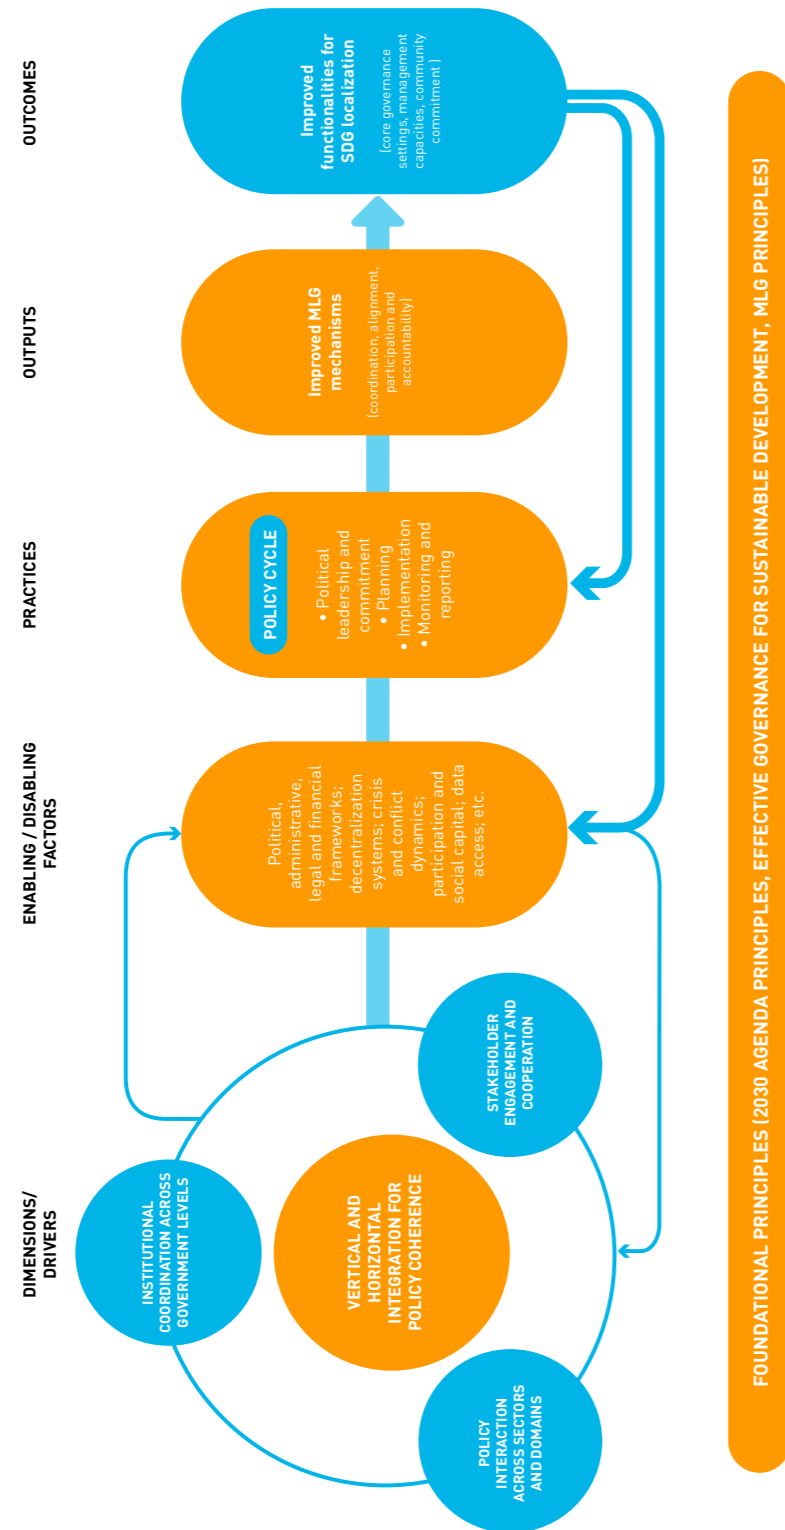 DIMENSIONS/
DRIVERS
ENABLING / DISABLING
FACTORS
PRACTICES
OUTPUTS
OUTCOMES
INSTITUTIONAL
COORDINATION ACROSS
GOVERNMENT LEVELS
VERTICAL AND
HORIZONTAL
INTEGRATION FOR
POLICY COHERENCE
POLICY
INTERACTION
ACROSS SECTORS
AND DOMAINS
STAKEHOLDER
ENGAGEMENT AND
COOPERATION
Political,
administrative,
legal and financial
frameworks;
decentralization
systems; crisis
and conflict
dynamics;
participation and
social capital; data
access; etc.
POLICY CYCLE
• Political
leadership and
commitment
• Planning
• Implementation
• Monitoring and
reporting
Improved MLG
mechanisms
(coordination, alignment,
participation and
accountability)
Improved
functionalities for
SDG localization
(core governance
settings, management
capacities, community
commitment )
FOUNDATIONAL PRINCIPLES (2030 AGENDA PRINCIPLES, EFFECTIVE GOVERNANCE FOR SUSTAINABLE DEVELOPMENT, MLG PRINCIPLES)